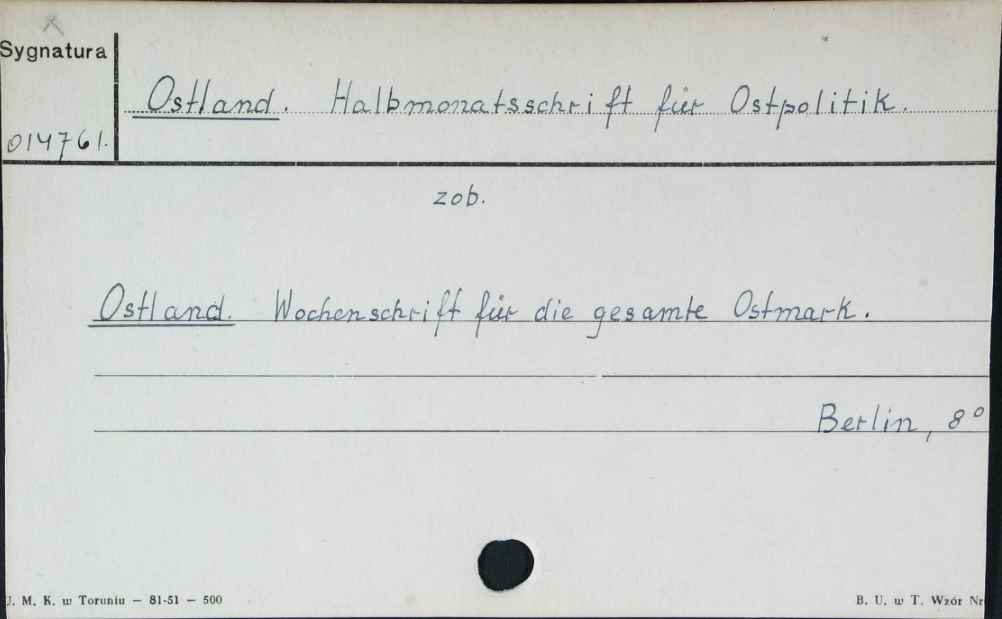 Sygnatura
Ostland. Halbmonatsschrift für Ostpolitik.
014761.
zob.
Ostland. Wochenschrift für die gesamte Ostmark.
Berlin, 8°
J. M. K. w Toruniu — 81-51 — 500
B. U. w T. Wzór Nr